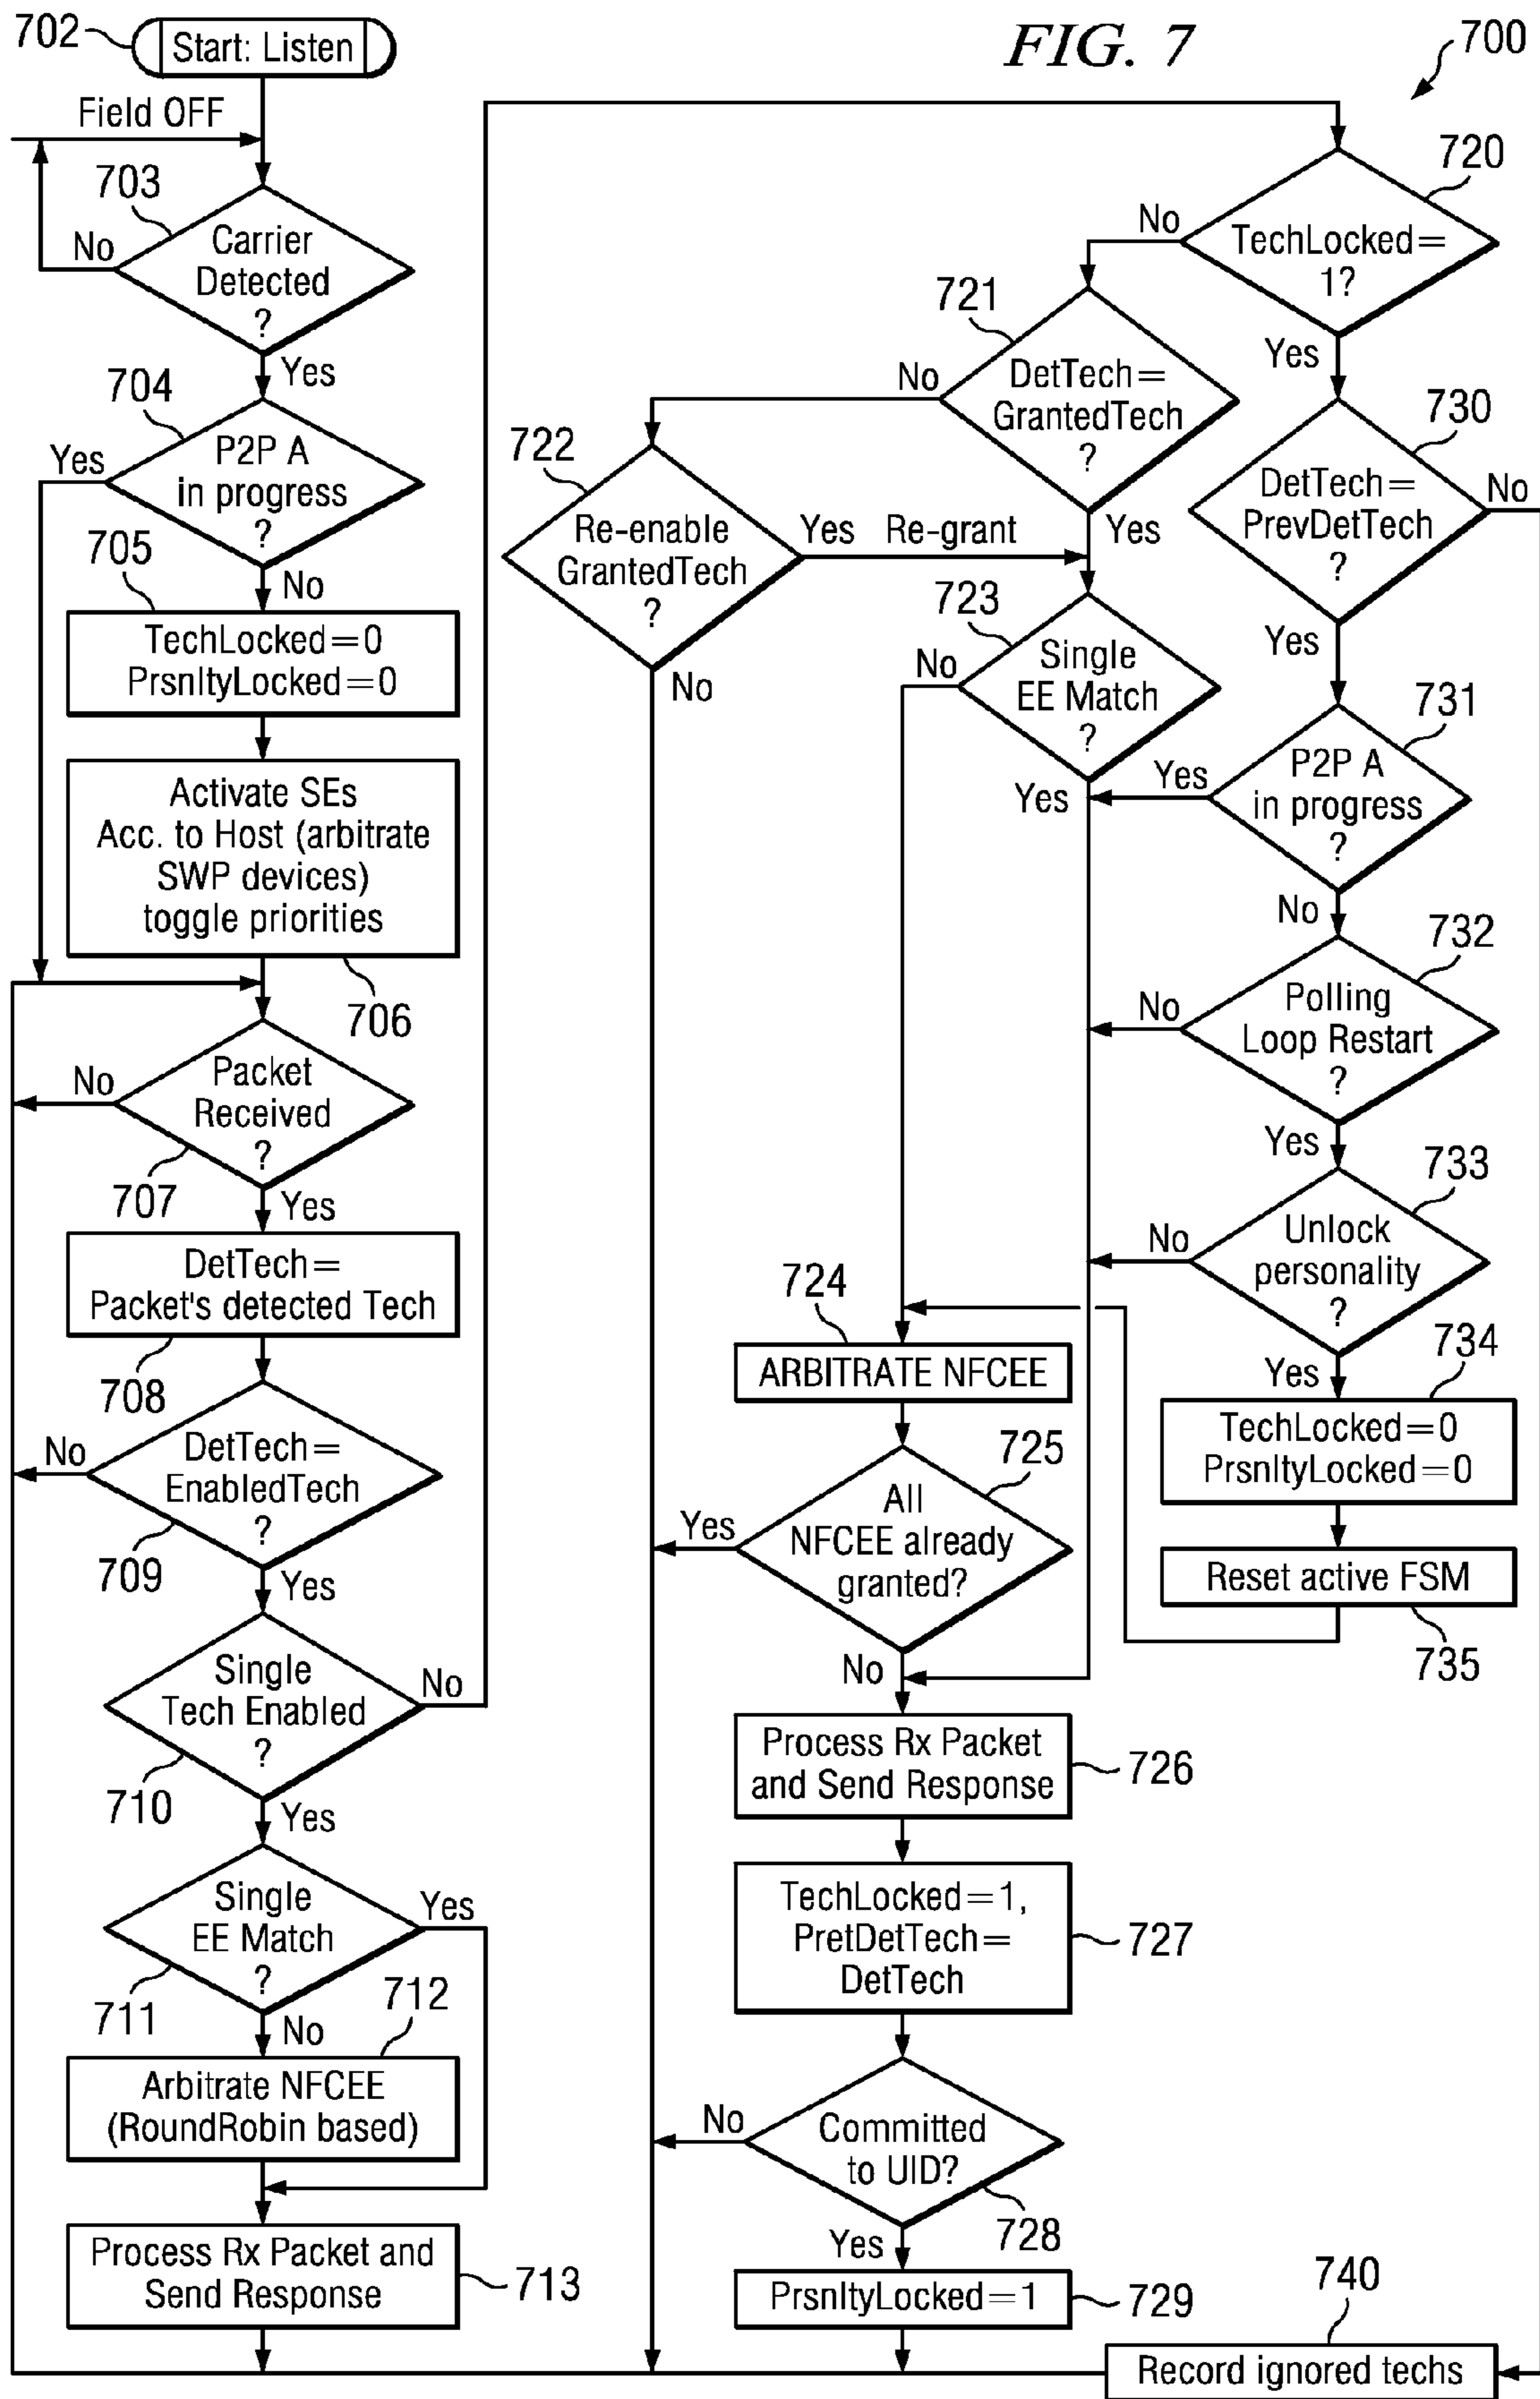 FIG. 7
700
702
Start: Listen
Field OFF
703
No
Carrier
Detected
?
Yes
704
Yes
P2P A
in progress
?
No
705
TechLocked=0
PrsnltyLocked=0
Activate SEs
Acc. to Host (arbitrate
SWP devices)
toggle priorities
706
No
Packet
Received
?
707
Yes
DetTech=
Packet's detected Tech
708
No
DetTech=
EnabledTech
?
709
Yes
Single
Tech Enabled
?
No
710
Yes
Single
EE Match
?
Yes
711
712
No
Arbitrate NFCEE
(RoundRobin based)
Process Rx Packet and
Send Response
713
720
No
TechLocked=
1?
Yes
721
No
DetTech=
GrantedTech
?
Yes
722
Re-enable
GrantedTech
?
Yes Re-grant
No
723
No
Single
EE Match
?
Yes
724
ARBITRATE NFCEE
725
Yes
All
NFCEE already
granted?
No
Process Rx Packet
and Send Response
726
TechLocked=1,
PretDetTech=
DetTech
727
No
Committed
to UID?
728
Yes
PrsnltyLocked=1
729
730
DetTech=
PrevDetTech
?
No
Yes
731
Yes
P2P A
in progress
?
No
732
No
Polling
Loop Restart
?
Yes
733
No
Unlock
personality
?
Yes
734
TechLocked=0
PrsnltyLocked=0
Reset active FSM
735
740
Record ignored techs